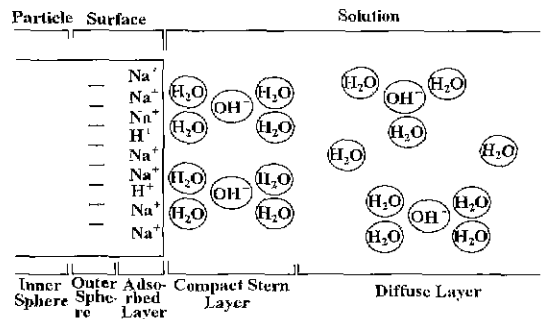 Particle Surface Solution
Na⁺
Na⁺
Na⁺
H⁺
Na⁺
Na⁺
H⁺
Na⁺
Na⁺
H₂O OH⁻ H₂O
H₂O H₂O
H₂O OH⁻ H₂O
H₂O H₂O
H₂O OH⁻ H₂O
H₂O
H₂O H₂O
H₂O OH⁻ H₂O
H₂O H₂O
Inner
Sphere
Outer
Sphe-
re
Adso-
rbed
Layer
Compact Stern
Layer
Diffuse Layer